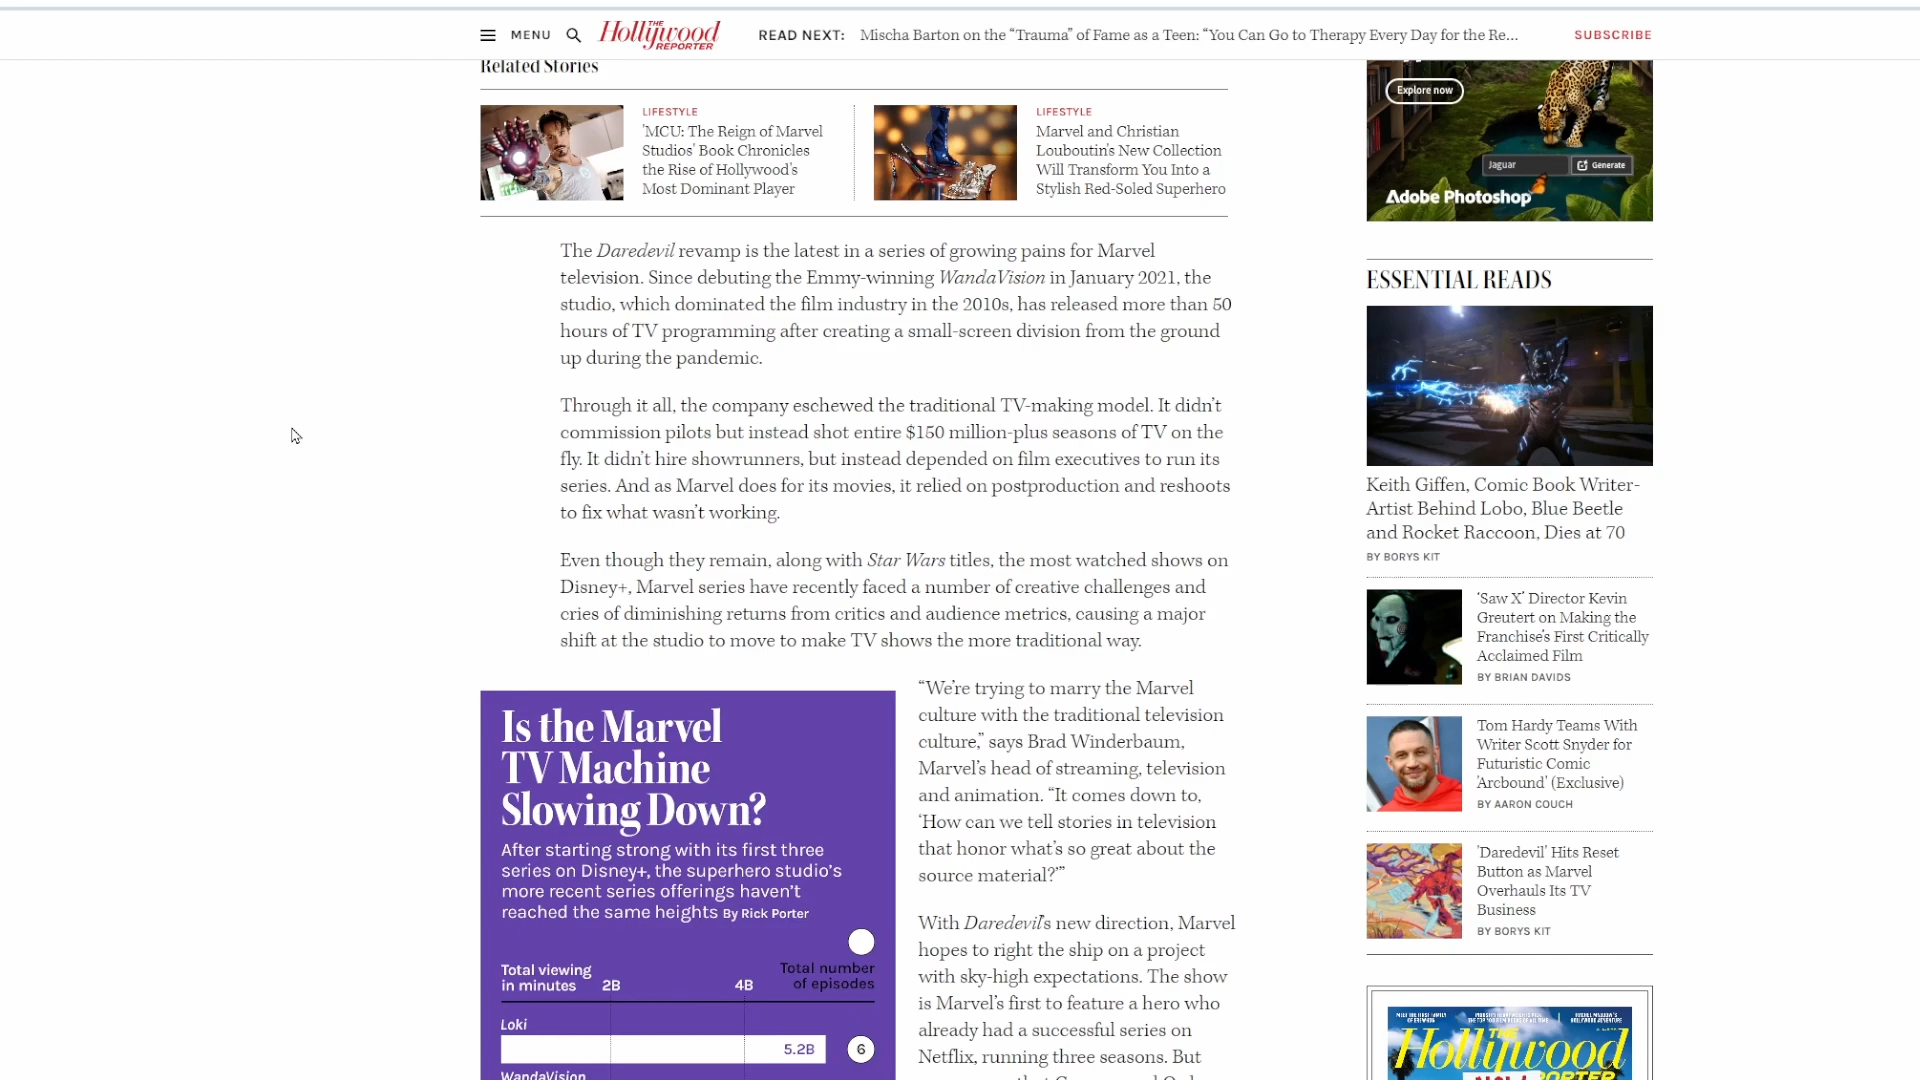 MENU
THE
Hollywood
REPORTER
READ NEXT:
Mischa Barton on the “Trauma” of Fame as a Teen: “You Can Go to Therapy Every Day for the Re...
SUBSCRIBE
Related Stories
LIFESTYLE
'MCU: The Reign of Marvel
Studios' Book Chronicles
the Rise of Hollywood's
Most Dominant Player
LIFESTYLE
Marvel and Christian
Louboutin's New Collection
Will Transform You Into a
Stylish Red-Soled Superhero
The Daredevil revamp is the latest in a series of growing pains for Marvel
television. Since debuting the Emmy-winning WandaVision in January 2021, the
studio, which dominated the film industry in the 2010s, has released more than 50
hours of TV programming after creating a small-screen division from the ground
up during the pandemic.
Through it all, the company eschewed the traditional TV-making model. It didn’t
commission pilots but instead shot entire $150 million-plus seasons of TV on the
fly. It didn’t hire showrunners, but instead depended on film executives to run its
series. And as Marvel does for its movies, it relied on postproduction and reshoots
to fix what wasn’t working.
Even though they remain, along with Star Wars titles, the most watched shows on
Disney+, Marvel series have recently faced a number of creative challenges and
cries of diminishing returns from critics and audience metrics, causing a major
shift at the studio to move to make TV shows the more traditional way.
Is the Marvel
TV Machine
Slowing Down?
After starting strong with its first three
series on Disney+, the superhero studio’s
more recent series offerings haven’t
reached the same heights By Rick Porter
Total viewing
in minutes
2B
4B
Total number
of episodes
Loki
5.2B
6
WandaVision
“We’re trying to marry the Marvel
culture with the traditional television
culture,” says Brad Winderbaum,
Marvel’s head of streaming, television
and animation. “It comes down to,
‘How can we tell stories in television
that honor what’s so great about the
source material?’”
With Daredevil’s new direction, Marvel
hopes to right the ship on a project
with sky-high expectations. The show
is Marvel’s first to feature a hero who
already had a successful series on
Netflix, running three seasons. But
Explore now
Jaguar
Generate
Adobe Photoshop
ESSENTIAL READS
Keith Giffen, Comic Book Writer-
Artist Behind Lobo, Blue Beetle
and Rocket Raccoon, Dies at 70
BY BORYS KIT
‘Saw X’ Director Kevin
Greutert on Making the
Franchise’s First Critically
Acclaimed Film
BY BRIAN DAVIDS
Tom Hardy Teams With
Writer Scott Snyder for
Futuristic Comic
'Arcbound' (Exclusive)
BY AARON COUCH
'Daredevil' Hits Reset
Button as Marvel
Overhauls Its TV
Business
BY BORYS KIT
THE
Hollywood
REPORTER